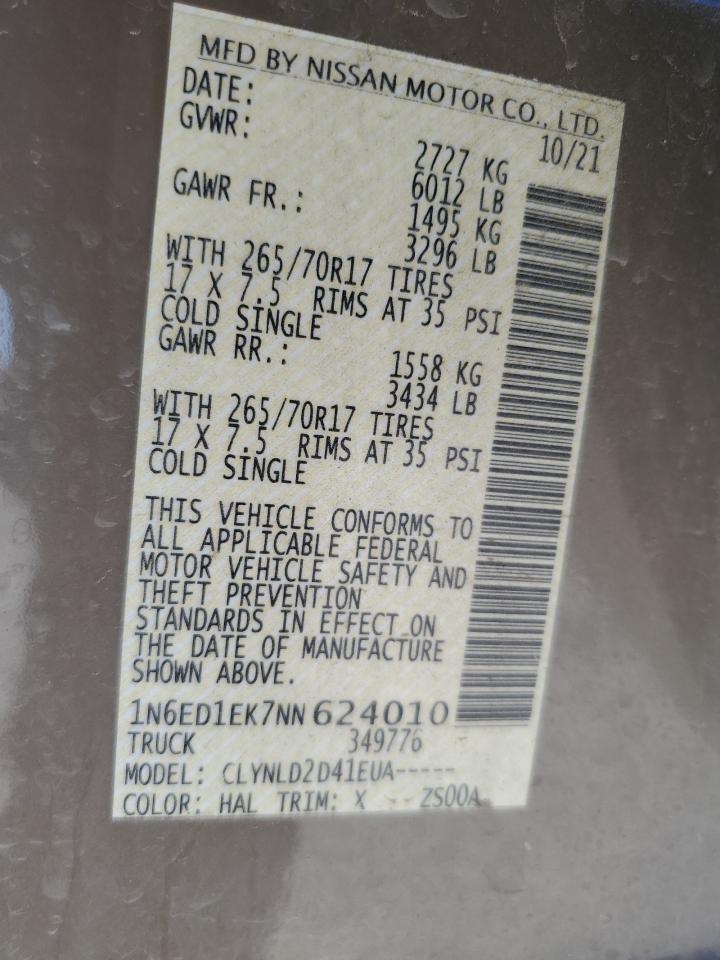 MFD BY NISSAN MOTOR CO., LTD.
DATE: 10/21
GVWR: 2727 KG
6012 LB
GAWR FR.: 1495 KG
3296 LB
WITH 265/70R17 TIRES
17 X 7.5 RIMS AT 35 PSI
COLD SINGLE
GAWR RR.: 1558 KG
3434 LB
WITH 265/70R17 TIRES
17 X 7.5 RIMS AT 35 PSI
COLD SINGLE
THIS VEHICLE CONFORMS TO
ALL APPLICABLE FEDERAL
MOTOR VEHICLE SAFETY AND
THEFT PREVENTION
STANDARDS IN EFFECT ON
THE DATE OF MANUFACTURE
SHOWN ABOVE.
1N6ED1EK7NN624010
TRUCK 349776
MODEL: CLYNLD2D41EUA-----
COLOR: HAL TRIM: X -- ZS00A